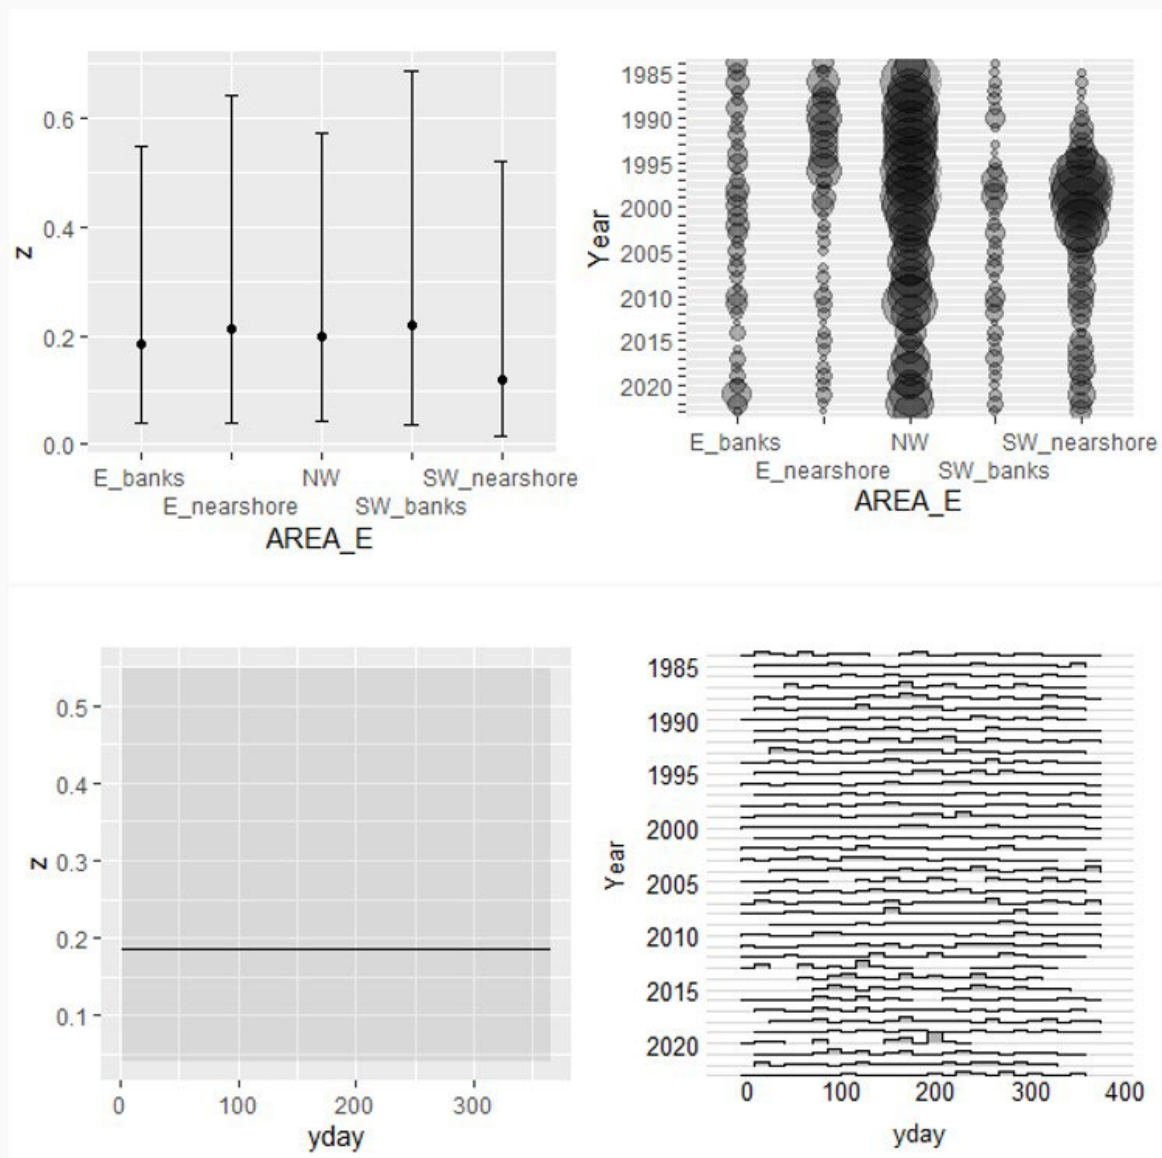 0.6
0.4
0.2
0.0
z
E_banks
NW
SW_nearshore
E_nearshore
SW_banks
AREA_E
1985
1990
1995
2000
2005
2010
2015
2020
Year
E_banks
NW
SW_nearshore
E_nearshore
SW_banks
AREA_E
0.5
0.4
0.3
0.2
0.1
z
0 100 200 300
yday
1985
1990
1995
2000
2005
2010
2015
2020
Year
0 100 200 300 400
yday